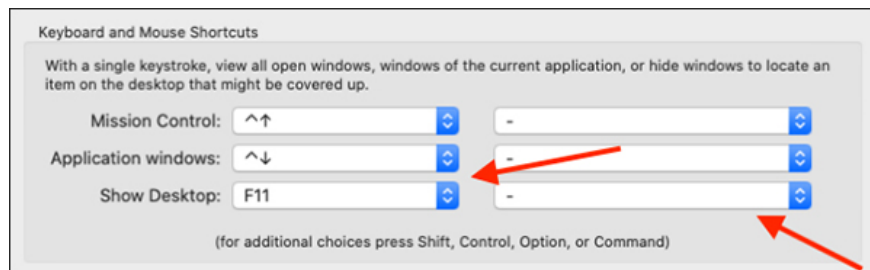 Keyboard and Mouse Shortcuts
With a single keystroke, view all open windows, windows of the current application, or hide windows to locate an
item on the desktop that might be covered up.
Mission Control: ^↑ -
Application windows: ^↓ -
Show Desktop: F11 -
(for additional choices press Shift, Control, Option, or Command)